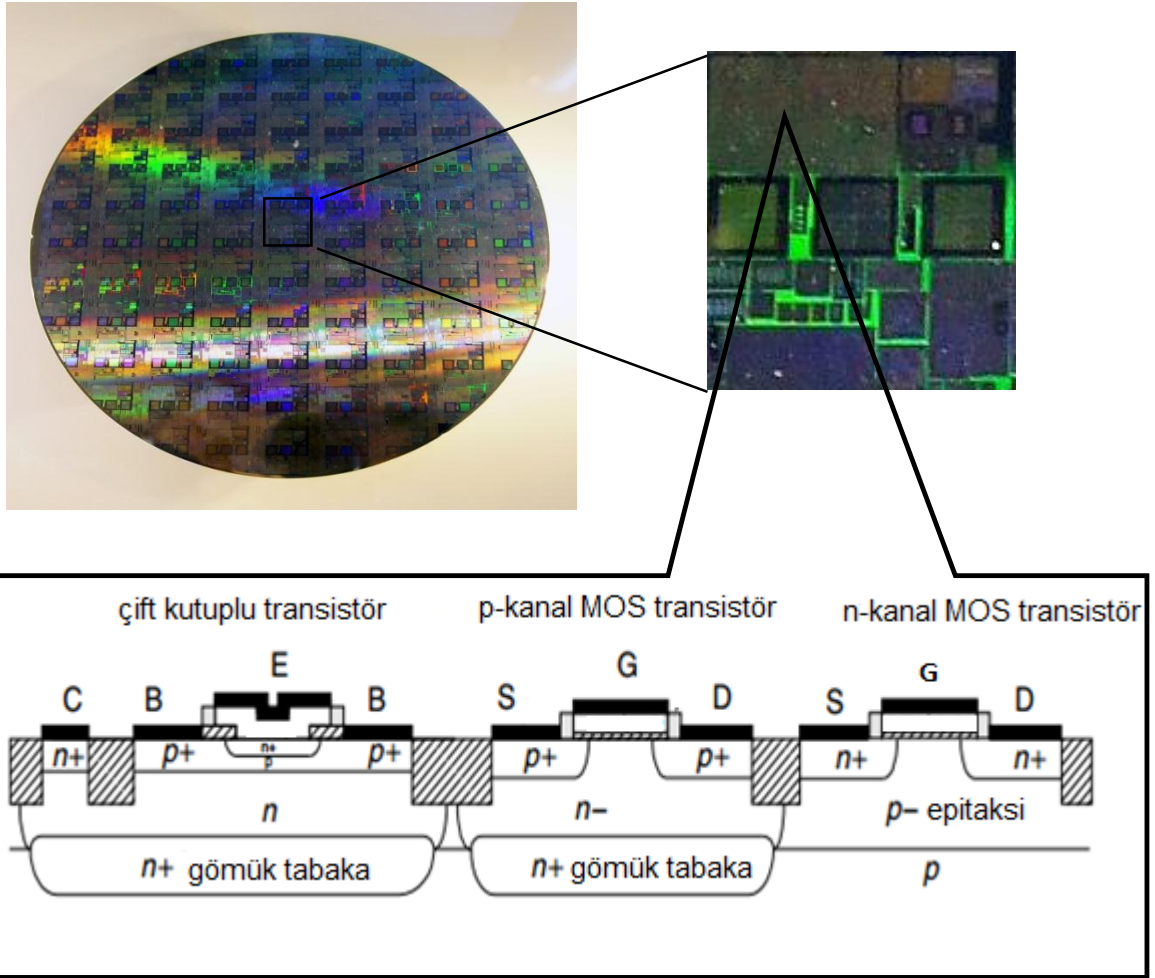 çift kutuplu transistör
p-kanal MOS transistör
n-kanal MOS transistör
E
G
G
C
B
B
S
D
S
D
n+
p+
n+
p
p+
p+
p+
n+
n+
n
n–
p– epitaksi
n+ gömük tabaka
n+ gömük tabaka
p